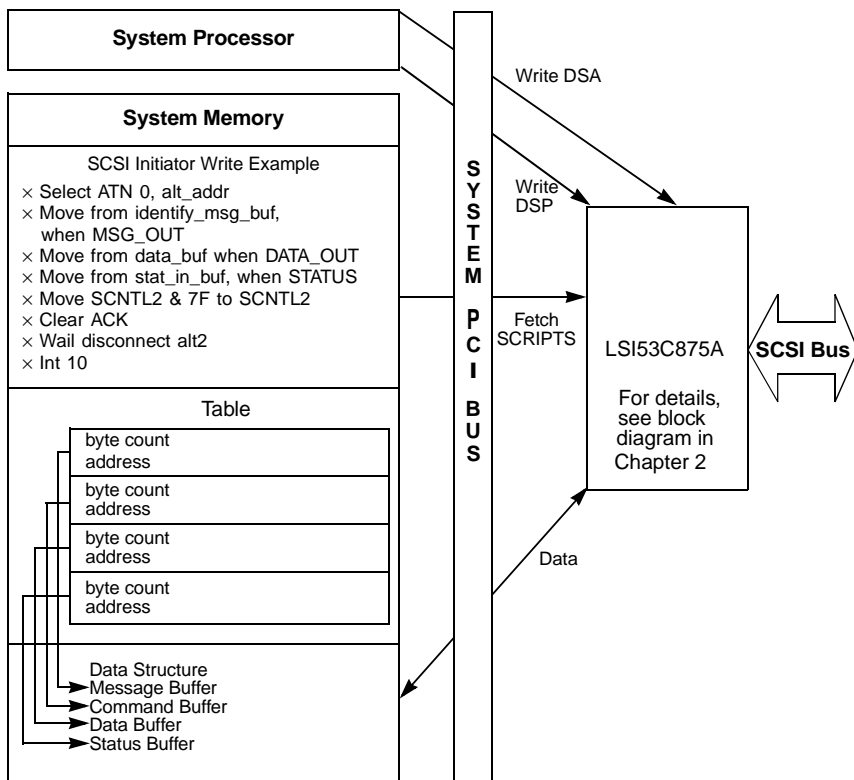 System Processor
System Memory
SCSI Initiator Write Example
× Select ATN 0, alt_addr
× Move from identify_msg_buf,
when MSG_OUT
× Move from data_buf when DATA_OUT
× Move from stat_in_buf, when STATUS
× Move SCNTL2 & 7F to SCNTL2
× Clear ACK
× Wail disconnect alt2
× Int 10
Table
byte count
address
byte count
address
byte count
address
byte count
address
Data Structure
Message Buffer
Command Buffer
Data Buffer
Status Buffer
SYSTEM PCI BUS
Write DSA
Write
DSP
Fetch
SCRIPTS
Data
LSI53C875A
For details,
see block
diagram in
Chapter 2
SCSI Bus